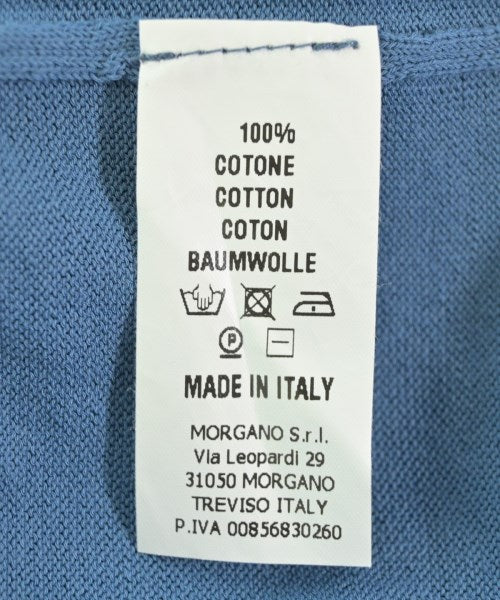 100%
COTONE
COTTON
COTON
BAUMWOLLE
P
MADE IN ITALY
MORGANO S.r.l.
Via Leopardi 29
31050 MORGANO
TREVISO ITALY
P.IVA 00856830260